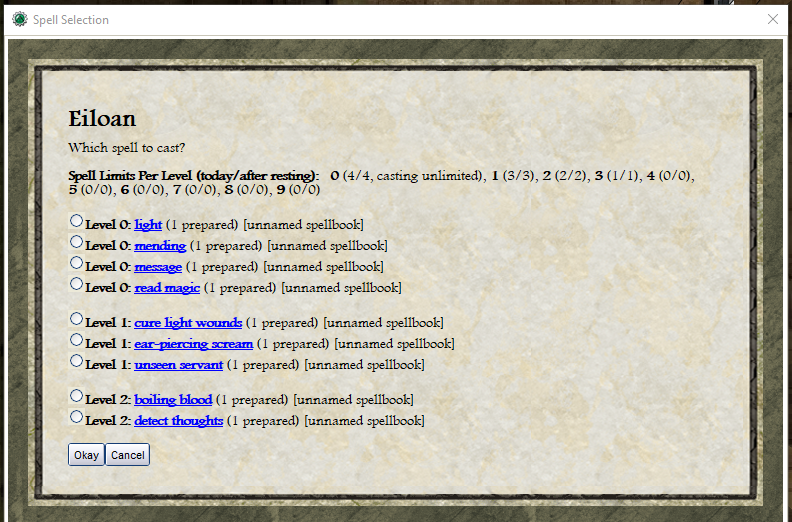 Spell Selection
Eiloan
Which spell to cast?
Spell Limits Per Level (today/after resting): 0 (4/4, casting unlimited), 1 (3/3), 2 (2/2), 3 (1/1), 4 (0/0),
5 (0/0), 6 (0/0), 7 (0/0), 8 (0/0), 9 (0/0)
Level 0: light (1 prepared) [unnamed spellbook]
Level 0: mending (1 prepared) [unnamed spellbook]
Level 0: message (1 prepared) [unnamed spellbook]
Level 0: read magic (1 prepared) [unnamed spellbook]
Level 1: cure light wounds (1 prepared) [unnamed spellbook]
Level 1: ear-piercing scream (1 prepared) [unnamed spellbook]
Level 1: unseen servant (1 prepared) [unnamed spellbook]
Level 2: boiling blood (1 prepared) [unnamed spellbook]
Level 2: detect thoughts (1 prepared) [unnamed spellbook]
Okay Cancel